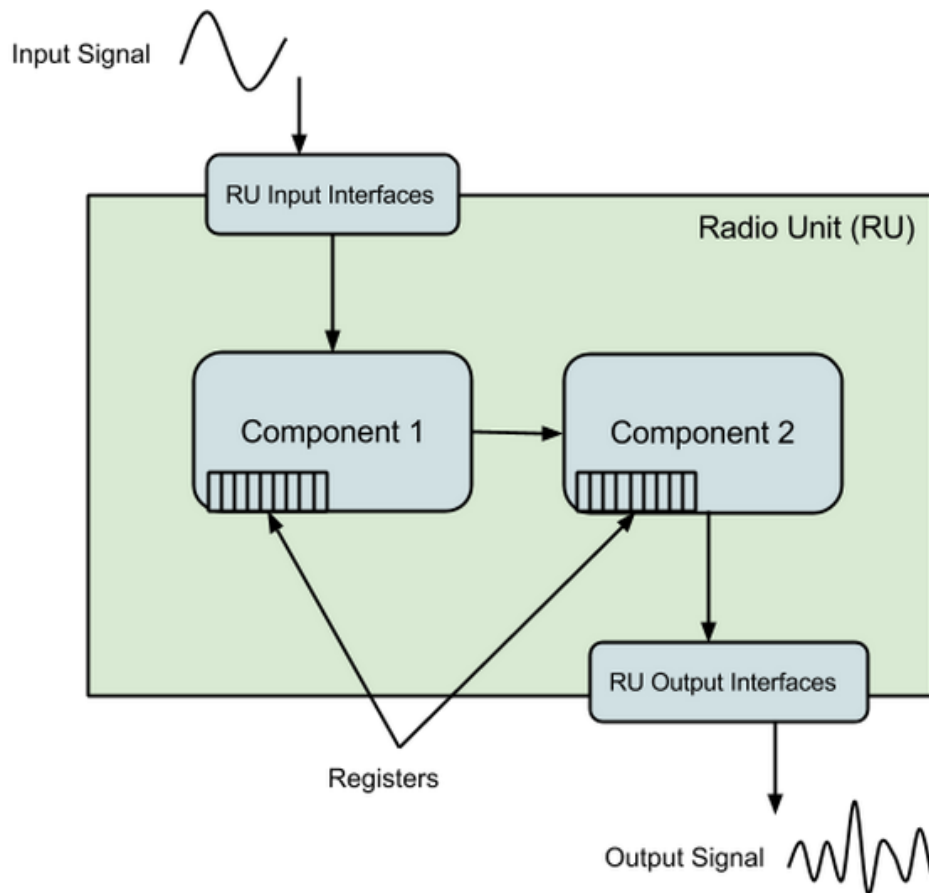 Input Signal
RU Input Interfaces
Radio Unit (RU)
Component 1
Component 2
RU Output Interfaces
Registers
Output Signal